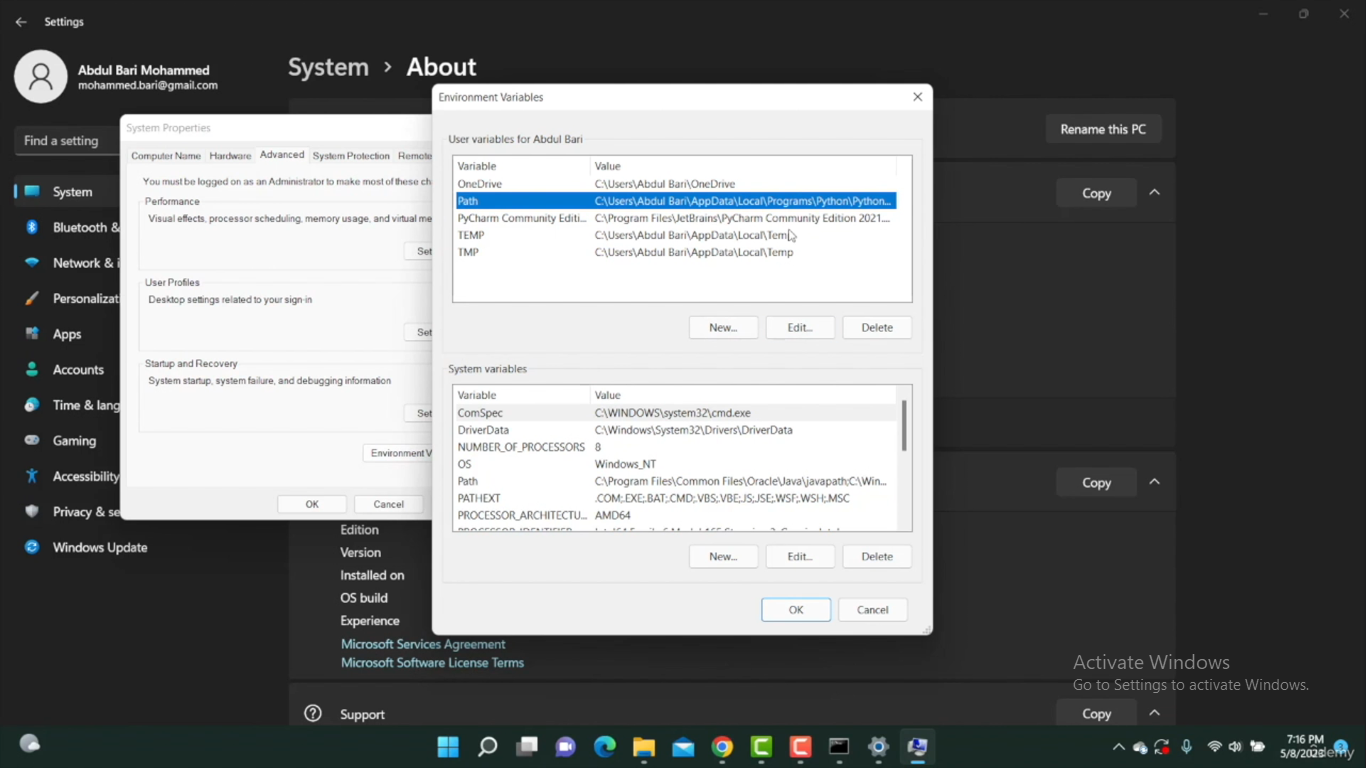 Settings
Abdul Bari Mohammed
mohammed.bari@gmail.com
Find a setting
System
Bluetooth &
Network & i
Personalizat
Apps
Accounts
Time & lang
Gaming
Accessibility
Privacy & se
Windows Update
System > About
Rename this PC
Copy
Copy
Edition
Version
Installed on
OS build
Experience
Microsoft Services Agreement
Microsoft Software License Terms
Support
Copy
System Properties
Computer Name Hardware Advanced System Protection Remote
You must be logged on as an Administrator to make most of these ch
Performance
Visual effects, processor scheduling, memory usage, and virtual me
Set
User Profiles
Desktop settings related to your sign-in
Set
Startup and Recovery
System startup, system failure, and debugging information
Set
Environment V
OK Cancel
Environment Variables
User variables for Abdul Bari
Variable Value
OneDrive C:\Users\Abdul Bari\OneDrive
Path C:\Users\Abdul Bari\AppData\Local\Programs\Python\Python...
PyCharm Community Editi... C:\Program Files\JetBrains\PyCharm Community Edition 2021....
TEMP C:\Users\Abdul Bari\AppData\Local\Temp
TMP C:\Users\Abdul Bari\AppData\Local\Temp
New... Edit... Delete
System variables
Variable Value
ComSpec C:\WINDOWS\system32\cmd.exe
DriverData C:\Windows\System32\Drivers\DriverData
NUMBER_OF_PROCESSORS 8
OS Windows_NT
Path C:\Program Files\Common Files\Oracle\Java\javapath;C:\Win...
PATHEXT .COM;.EXE;.BAT;.CMD;.VBS;.VBE;.JS;.JSE;.WSF;.WSH;.MSC
PROCESSOR_ARCHITECTU... AMD64
New... Edit... Delete
OK Cancel
Activate Windows
Go to Settings to activate Windows.
7:16 PM
5/8/2023
Udemy